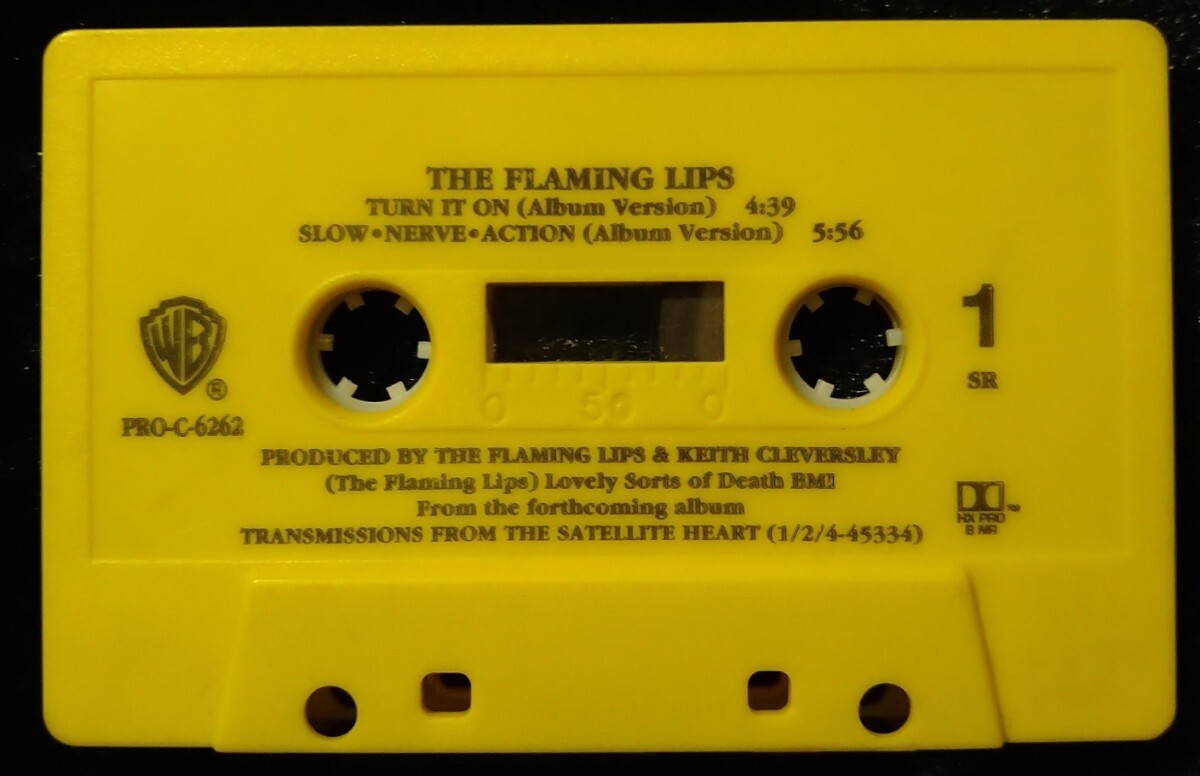 THE FLAMING LIPS
TURN IT ON (Album Version) 4:39
SLOW•NERVE•ACTION (Album Version) 5:56
WB
®
PRO-C-6262
1
SR
0 50 0
PRODUCED BY THE FLAMING LIPS & KEITH CLEVERSLEY
(The Flaming Lips) Lovely Sorts of Death BMI
From the forthcoming album
TRANSMISSIONS FROM THE SATELLITE HEART (1/2/4-45334)
™
HX PRO
B NR